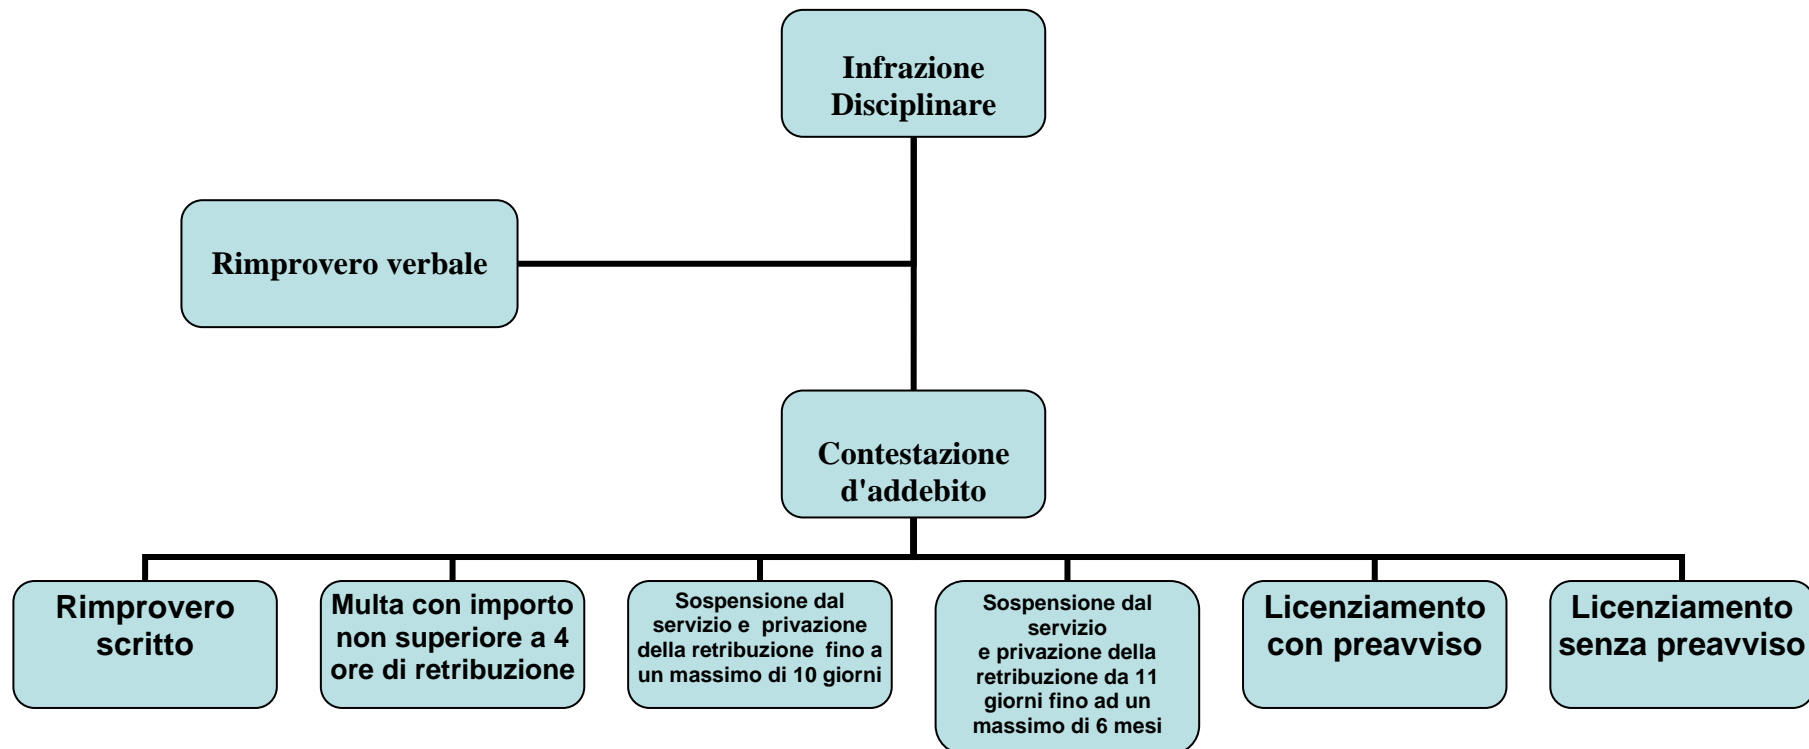 Infrazione
Disciplinare
Rimprovero verbale
Contestazione
d'addebito
Rimprovero
scritto
Multa con importo
non superiore a 4
ore di retribuzione
Sospensione dal
servizio e privazione
della retribuzione fino a
un massimo di 10 giorni
Sospensione dal
servizio
e privazione della
retribuzione da 11
giorni fino ad un
massimo di 6 mesi
Licenziamento
con preavviso
Licenziamento
senza preavviso